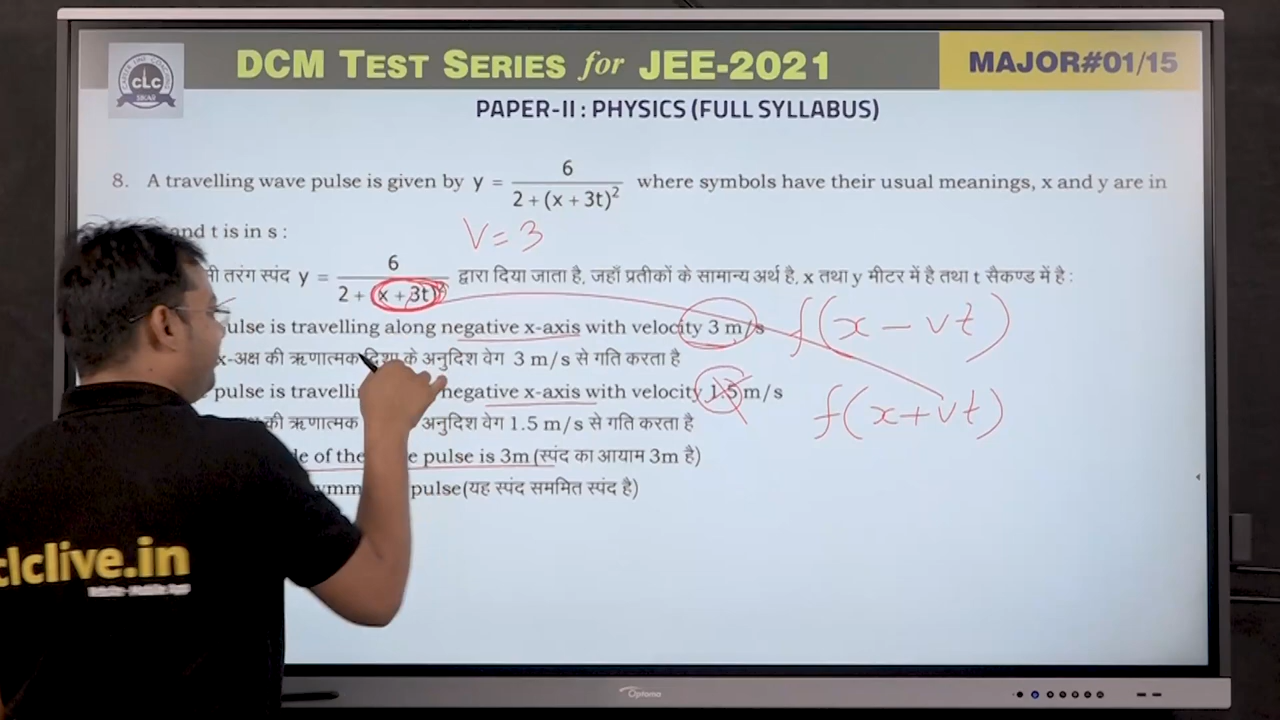 DCM TEST SERIES for JEE-2021
MAJOR#01/15
CLC
SIKAR
PAPER-II : PHYSICS (FULL SYLLABUS)
8. A travelling wave pulse is given by y = 6 / 2 + (x + 3t)² where symbols have their usual meanings, x and y are in
and t is in s :
V = 3
तरंग स्पंद y = 6 / 2 + (x + 3t)² द्वारा दिया जाता है, जहाँ प्रतीकों के सामान्य अर्थ है, x तथा y मीटर में है तथा t सैकण्ड में है :
pulse is travelling along negative x-axis with velocity 3 m/s
f(x - vt)
x-अक्ष की ऋणात्मक दिशा के अनुदिश वेग 3 m/s से गति करता है
pulse is negative x-axis with velocity 1.5 m/s
f(x+vt)
की ऋणात्मक अनुदिश वेग 1.5 m/s से गति करता है
of the pulse is 3m (स्पंद का आयाम 3m है)
pulse(यह स्पंद सममित स्पंद है)
clclive.in
Optoma